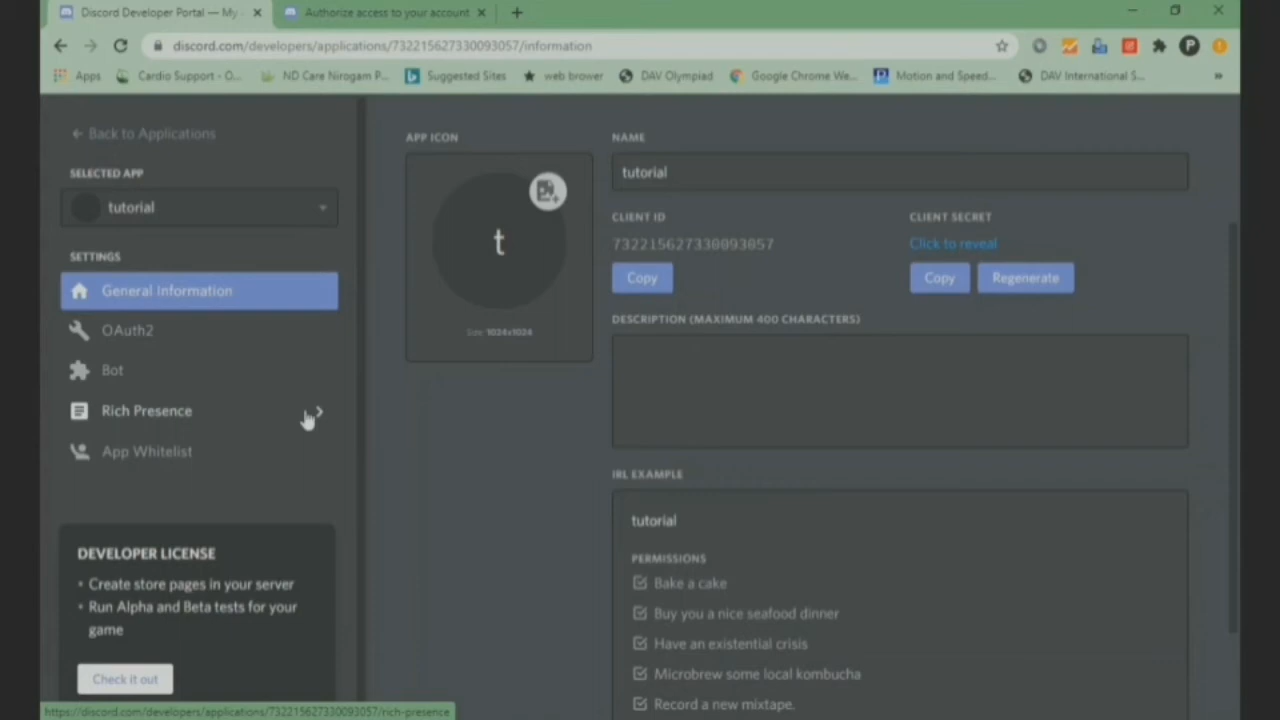 Discord Developer Portal — My
Authorize access to your account
discord.com/developers/applications/732215627330093057/information
P
Apps
Cardio Support - O...
ND Care Nirogam P...
Suggested Sites
web brower
DAV Olympiad
Google Chrome We...
Motion and Speed...
DAV International S...
Back to Applications
SELECTED APP
tutorial
SETTINGS
General Information
OAuth2
Bot
Rich Presence
App Whitelist
DEVELOPER LICENSE
• Create store pages in your server
• Run Alpha and Beta tests for your
game
Check it out
APP ICON
t
Size: 1024x1024
NAME
tutorial
CLIENT ID
732215627330093057
Copy
CLIENT SECRET
Click to reveal
Copy
Regenerate
DESCRIPTION (MAXIMUM 400 CHARACTERS)
IRL EXAMPLE
tutorial
PERMISSIONS
Bake a cake
Buy you a nice seafood dinner
Have an existential crisis
Microbrew some local kombucha
Record a new mixtape.
https://discord.com/developers/applications/732215627330093057/rich-presence